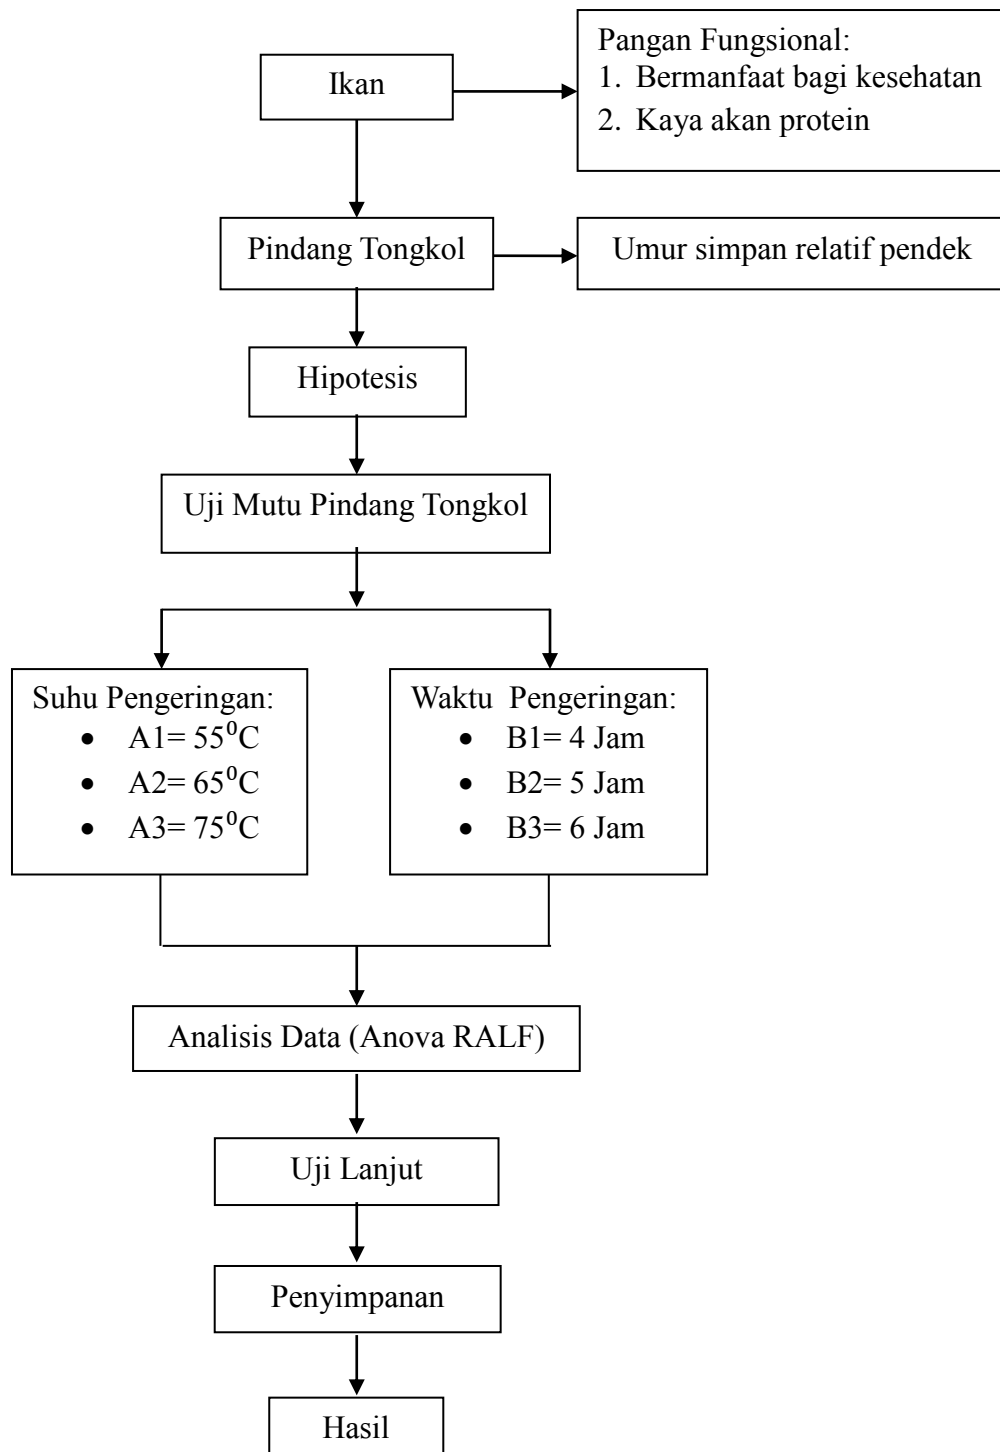 Ikan
Pangan Fungsional:
1. Bermanfaat bagi kesehatan
2. Kaya akan protein
Pindang Tongkol
Umur simpan relatif pendek
Hipotesis
Uji Mutu Pindang Tongkol
Suhu Pengeringan:
• A1= 55⁰C
• A2= 65⁰C
• A3= 75⁰C
Waktu Pengeringan:
• B1= 4 Jam
• B2= 5 Jam
• B3= 6 Jam
Analisis Data (Anova RALF)
Uji Lanjut
Penyimpanan
Hasil